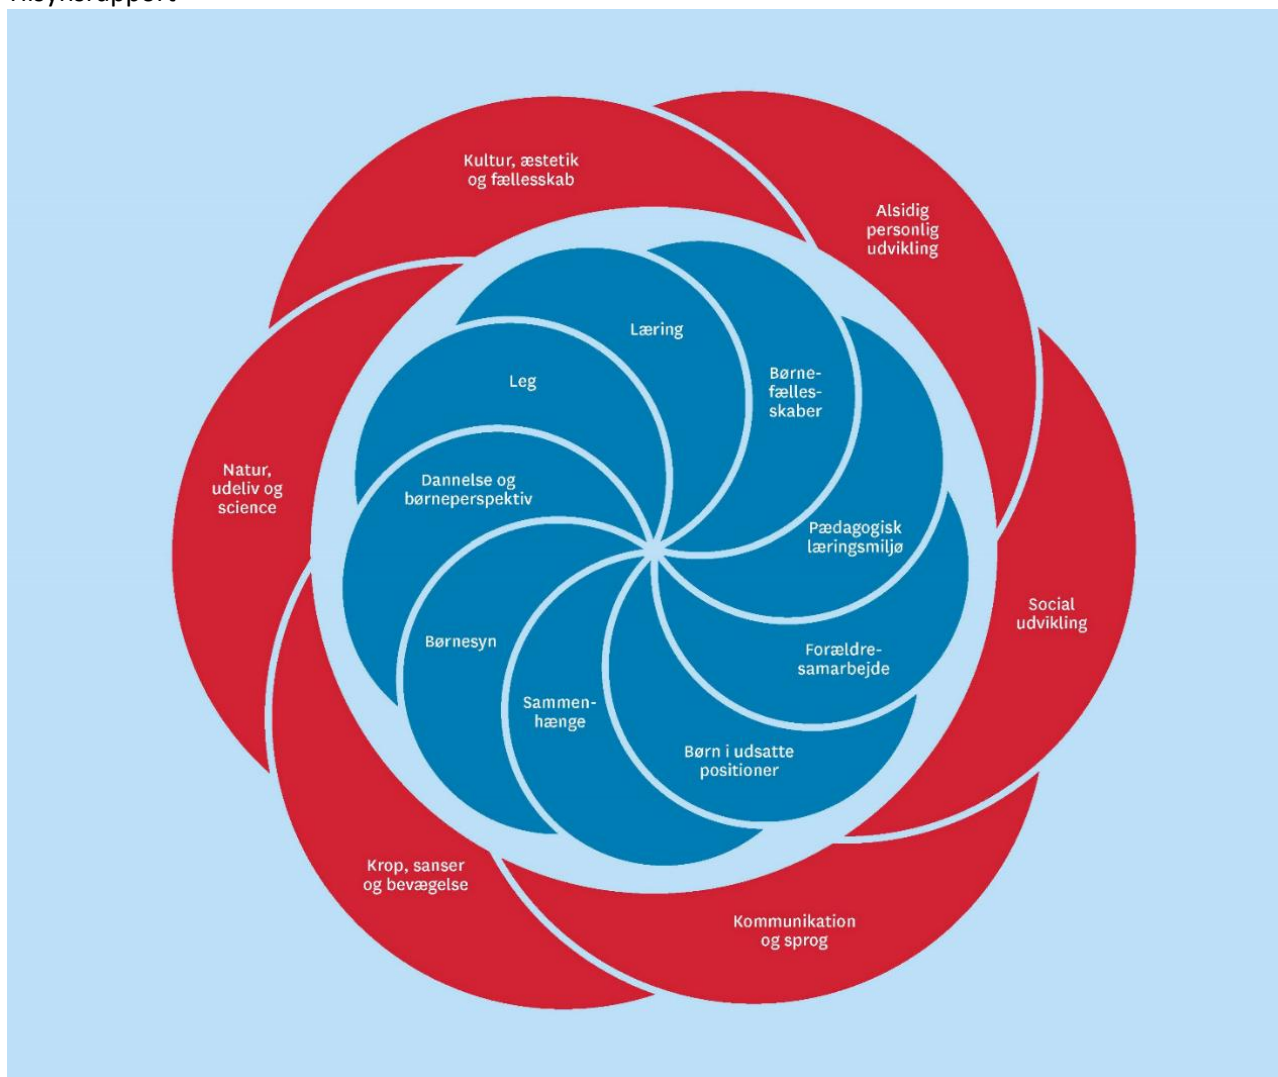 Tilsynsrapport
Kultur, æstetik
og fællesskab
Alsidig
personlig
udvikling
Læring
Leg
Børne-
fælles-
skaber
Natur,
udeliv og
science
Dannelse og
børneperspektiv
Pædagogisk
læringsmiljø
Social
udvikling
Børnesyn
Forældre-
samarbejde
Sammen-
hænge
Børn i udsatte
positioner
Krop, sanser
og bevægelse
Kommunikation
og sprog